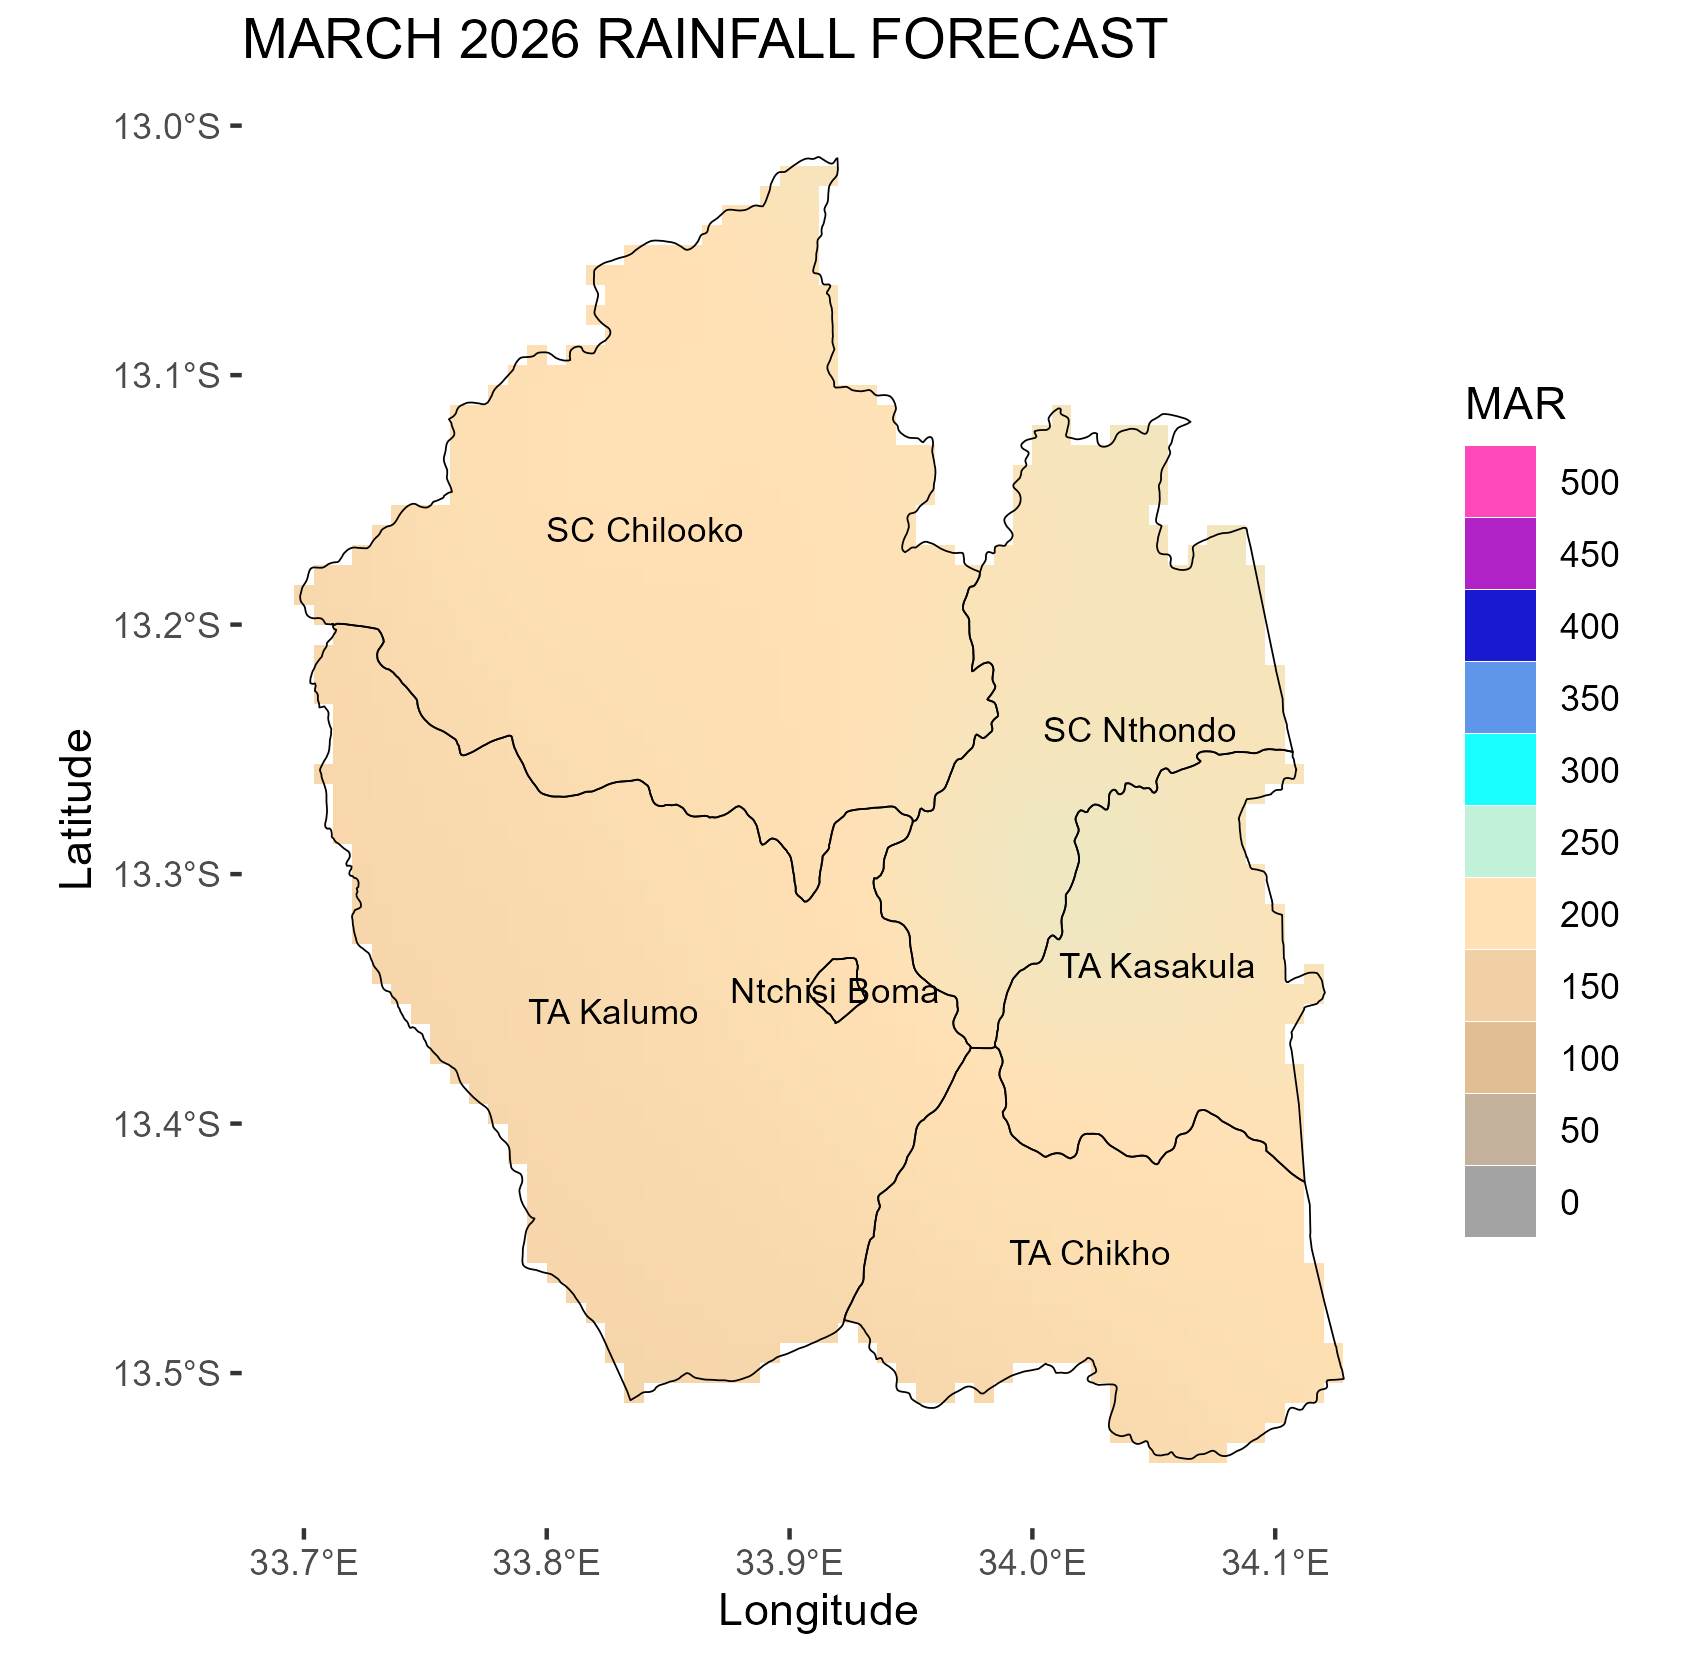 MARCH 2026 RAINFALL FORECAST
13.0°S
13.1°S
13.2°S
13.3°S
13.4°S
13.5°S
Latitude
SC Chilooko
SC Nthondo
TA Kasakula
Ntchisi Boma
TA Kalumo
TA Chikho
33.7°E
33.8°E
33.9°E
34.0°E
34.1°E
Longitude
MAR
500
450
400
350
300
250
200
150
100
50
0